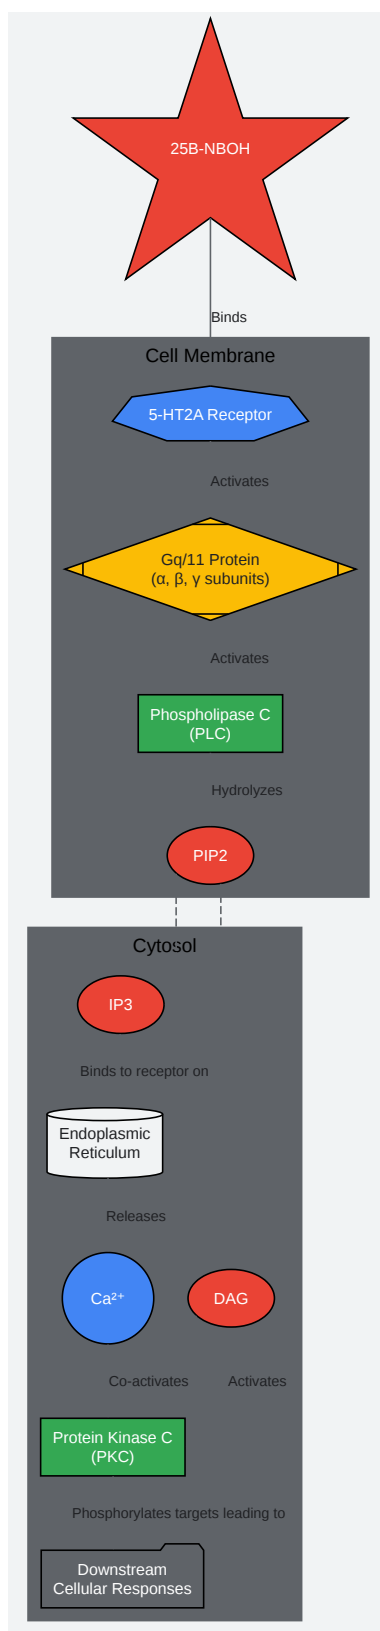 25B-NBOH
Binds
Cell Membrane
5-HT2A Receptor
Activates
Gq/11 Protein
(α, β, γ subunits)
Activates
Phospholipase C
(PLC)
Hydrolyzes
PIP2
Cytosol
IP3
Binds to receptor on
Endoplasmic
Reticulum
Releases
Ca²⁺
DAG
Co-activates
Activates
Protein Kinase C
(PKC)
Phosphorylates targets leading to
Downstream
Cellular Responses